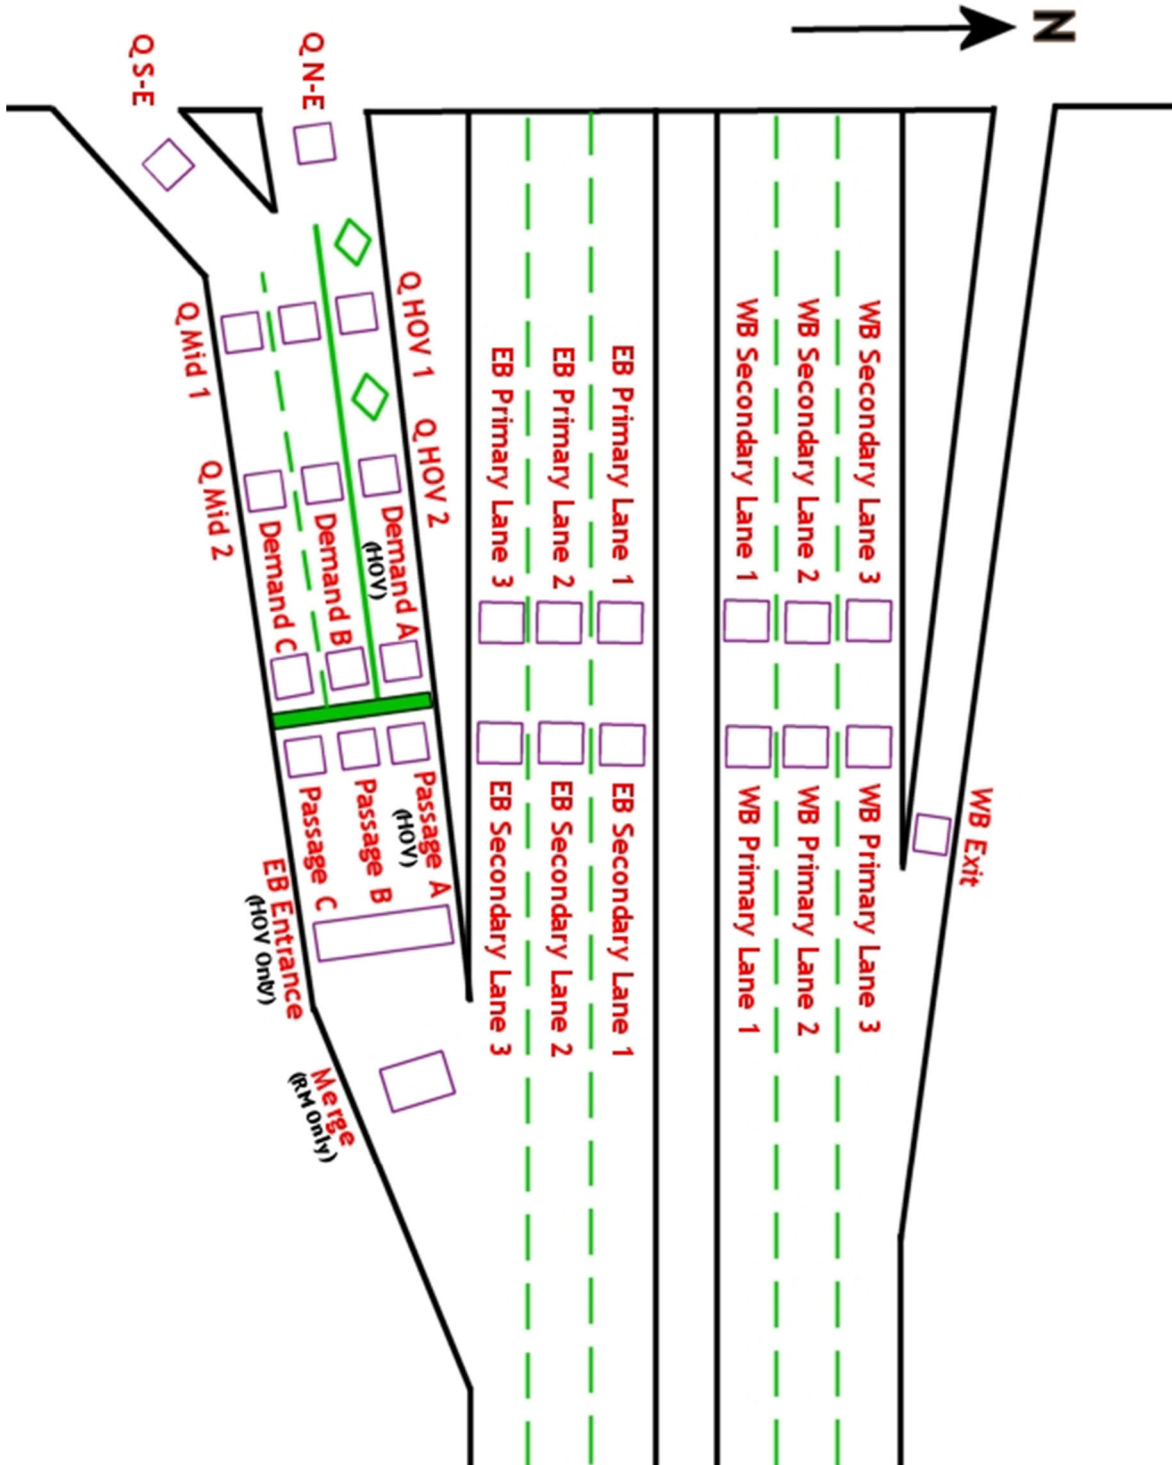 N
Q S-E
Q N-E
Q HOV 1
Q Mid 1
Q HOV 2
Q Mid 2
Demand A
(HOV)
Demand B
Demand C
EB Primary Lane 3
EB Primary Lane 2
EB Primary Lane 1
WB Secondary Lane 1
WB Secondary Lane 2
WB Secondary Lane 3
Passage A
(HOV)
Passage B
Passage C
EB Secondary Lane 3
EB Secondary Lane 2
EB Secondary Lane 1
WB Primary Lane 1
WB Primary Lane 2
WB Primary Lane 3
WB Exit
EB Entrance
(HOV Only)
Merge
(RM Only)